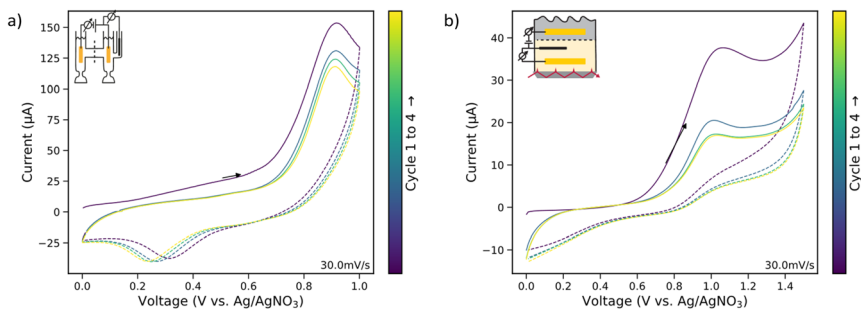 a)
150
125
100
75
50
25
0
−25
Current (μA)
0.0 0.2 0.4 0.6 0.8 1.0
Voltage (V vs. Ag/AgNO₃)
30.0mV/s
Cycle 1 to 4 →
b)
40
30
20
10
0
−10
Current (μA)
0.0 0.2 0.4 0.6 0.8 1.0 1.2 1.4
Voltage (V vs. Ag/AgNO₃)
30.0mV/s
Cycle 1 to 4 →